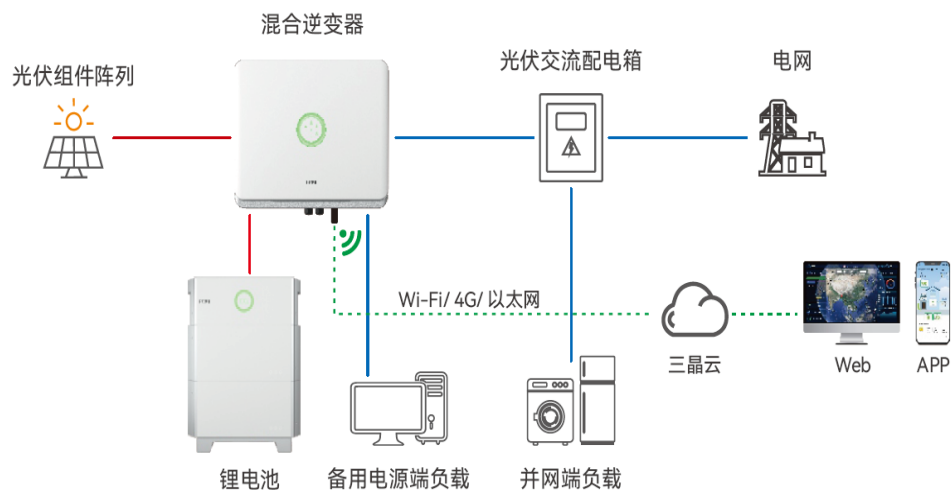 混合逆变器
光伏组件阵列
光伏交流配电箱
电网
Wi-Fi/ 4G/ 以太网
三晶云
Web
APP
锂电池
备用电源端负载
并网端负载